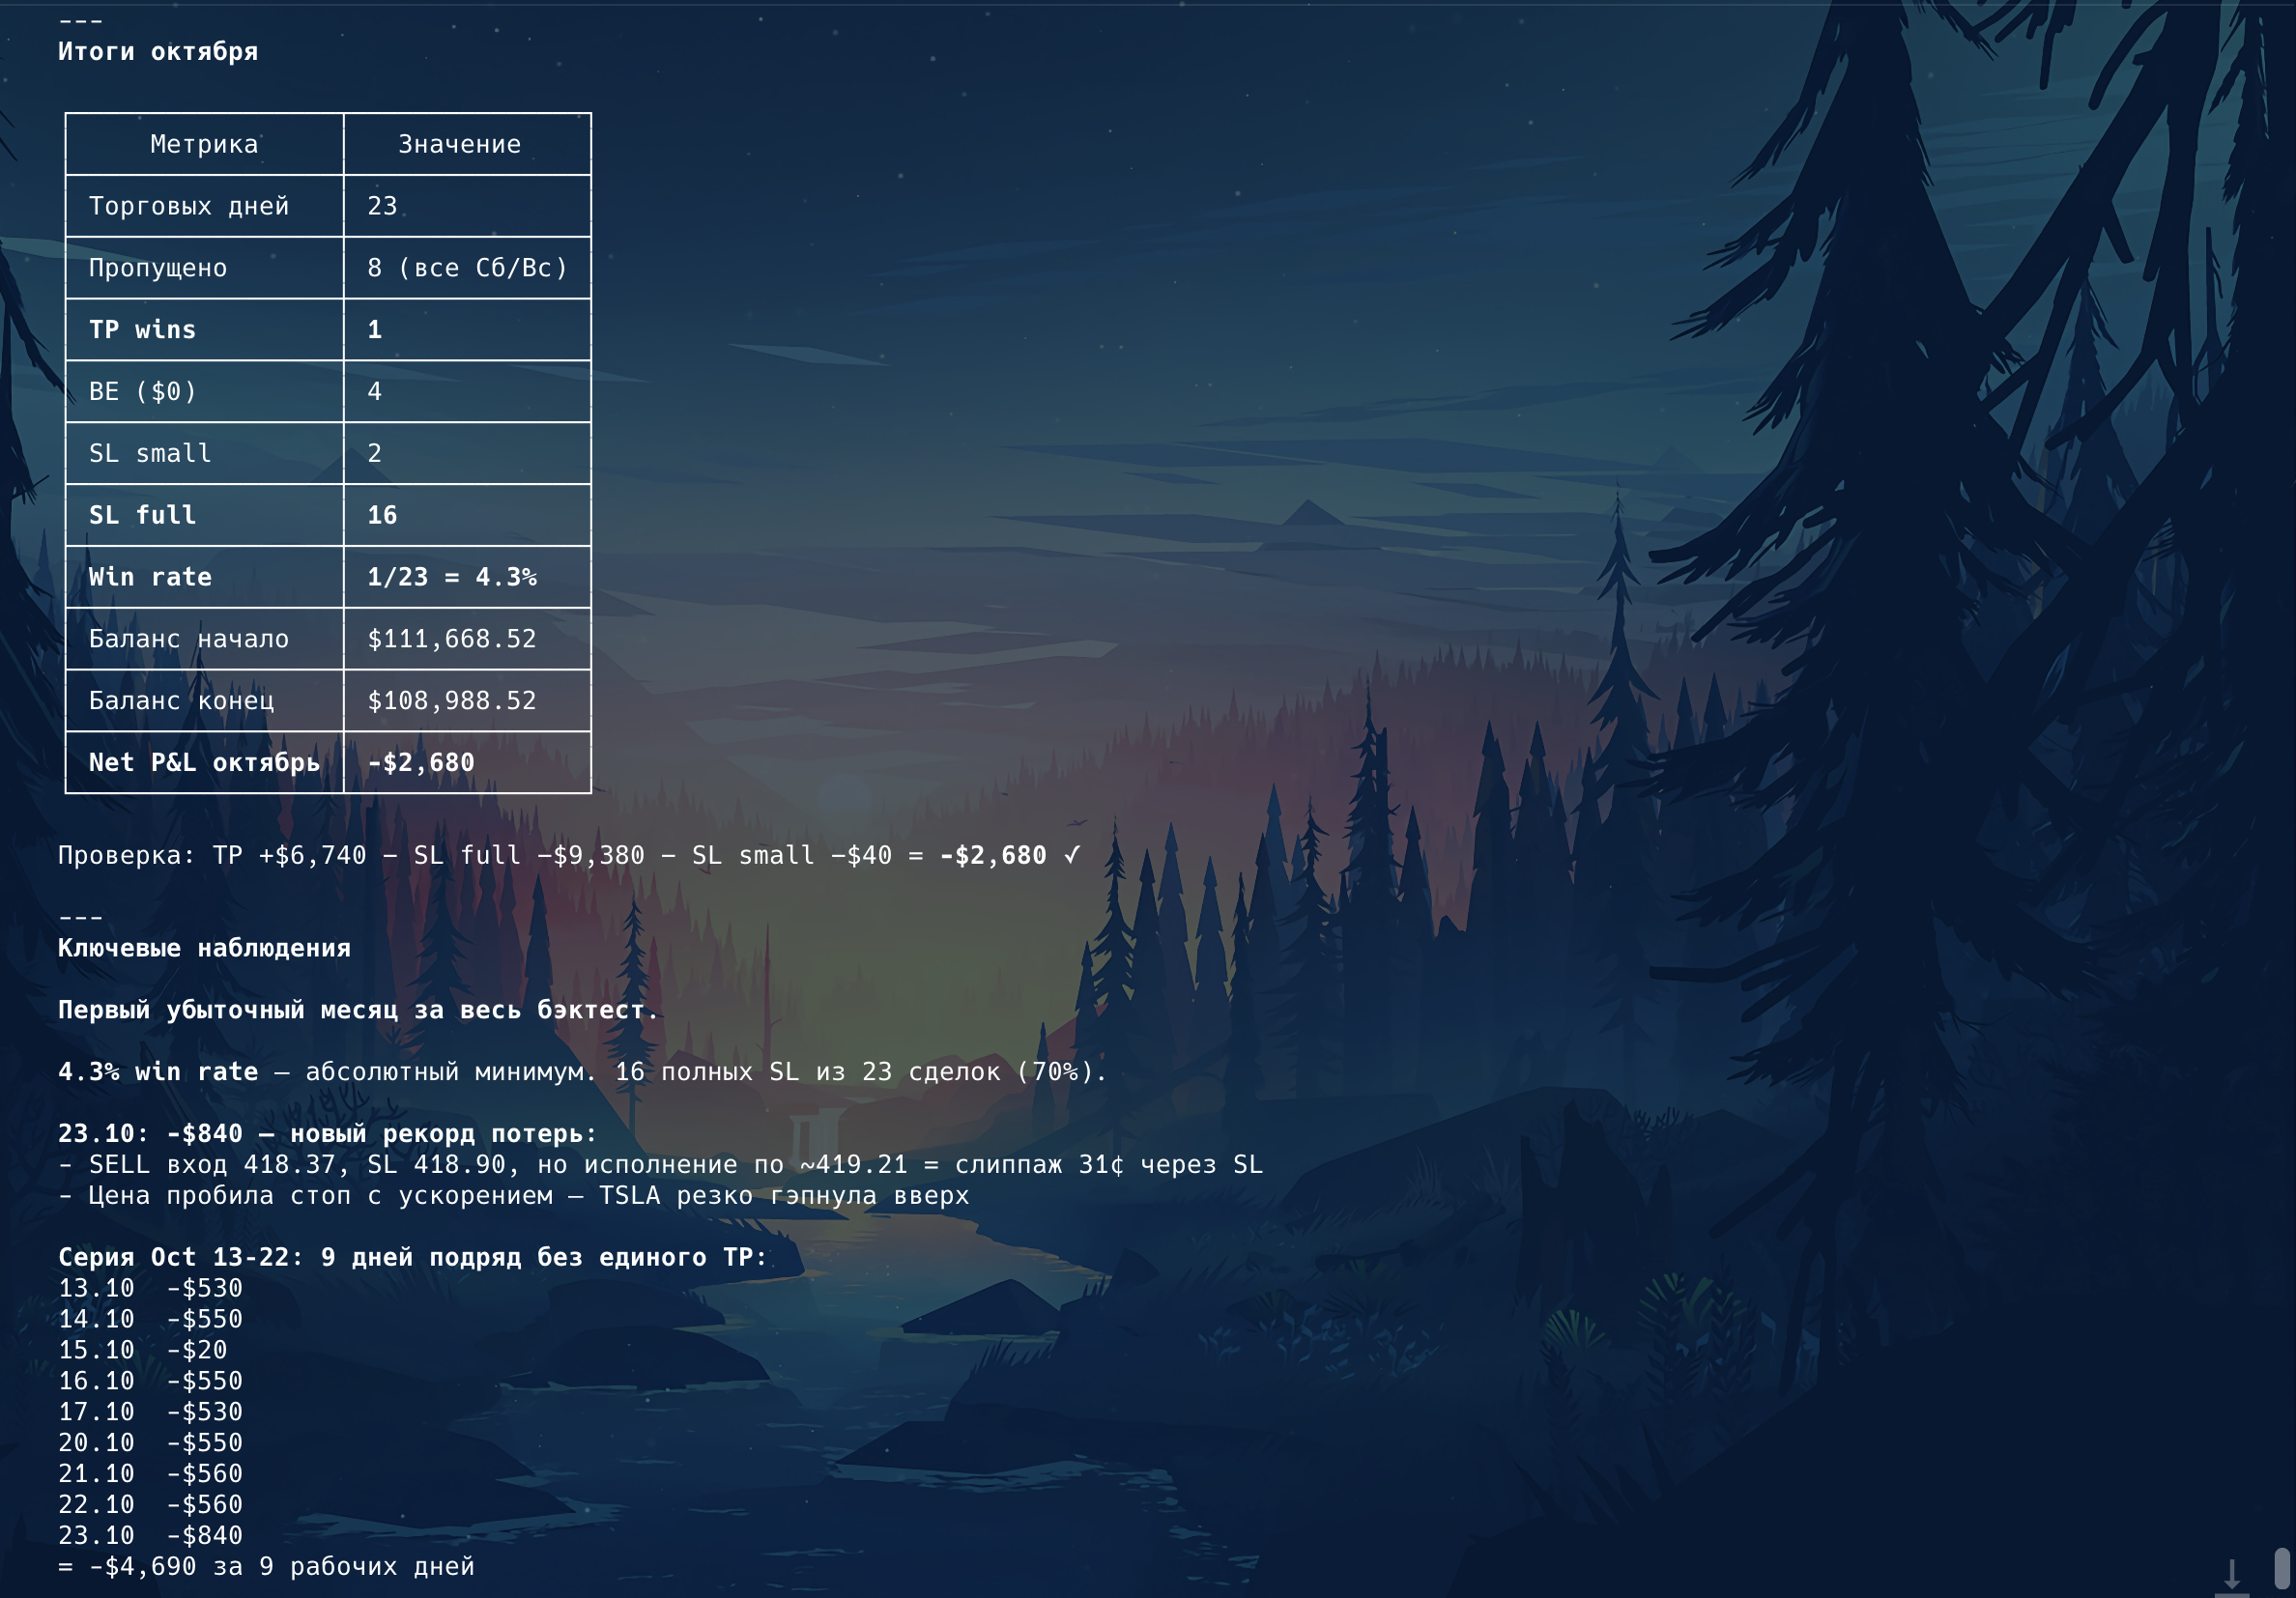 ---
Итоги октября
Метрика Значение
Торговых дней 23
Пропущено 8 (все Сб/Вс)
TP wins 1
BE ($0) 4
SL small 2
SL full 16
Win rate 1/23 = 4.3%
Баланс начало $111,668.52
Баланс конец $108,988.52
Net P&L октябрь -$2,680
Проверка: TP +$6,740 − SL full −$9,380 − SL small −$40 = -$2,680 ✓
---
Ключевые наблюдения
Первый убыточный месяц за весь бэктест.
4.3% win rate — абсолютный минимум. 16 полных SL из 23 сделок (70%).
23.10: -$840 — новый рекорд потерь:
- SELL вход 418.37, SL 418.90, но исполнение по ~419.21 = слиппаж 31¢ через SL
- Цена пробила стоп с ускорением — TSLA резко гэпнула вверх
Серия Oct 13-22: 9 дней подряд без единого TP:
13.10 -$530
14.10 -$550
15.10 -$20
16.10 -$550
17.10 -$530
20.10 -$550
21.10 -$560
22.10 -$560
23.10 -$840
= -$4,690 за 9 рабочих дней